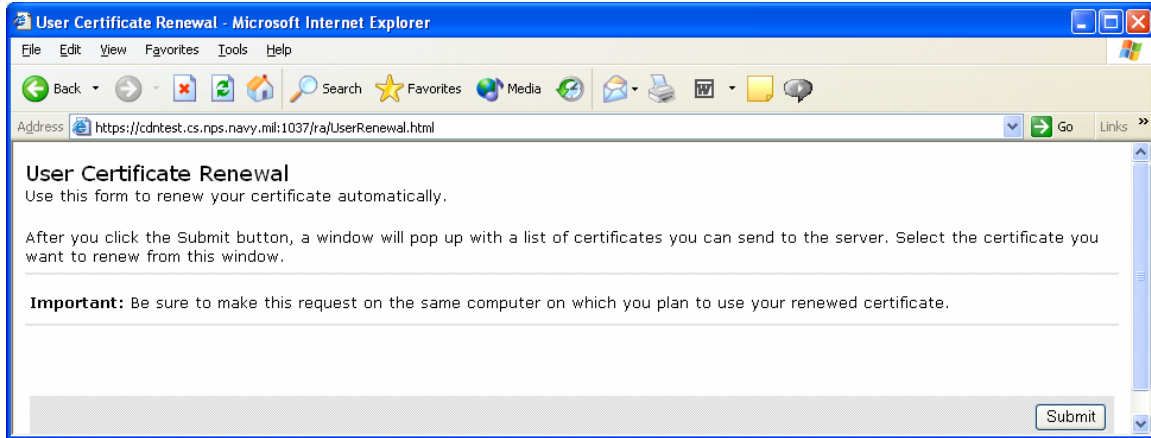 User Certificate Renewal - Microsoft Internet Explorer
File Edit View Favorites Tools Help
Back Search Favorites Media
Address https://cdntest.cs.nps.navy.mil:1037/ra/UserRenewal.html Go Links »
User Certificate Renewal
Use this form to renew your certificate automatically.
After you click the Submit button, a window will pop up with a list of certificates you can send to the server. Select the certificate you
want to renew from this window.
Important: Be sure to make this request on the same computer on which you plan to use your renewed certificate.
Submit